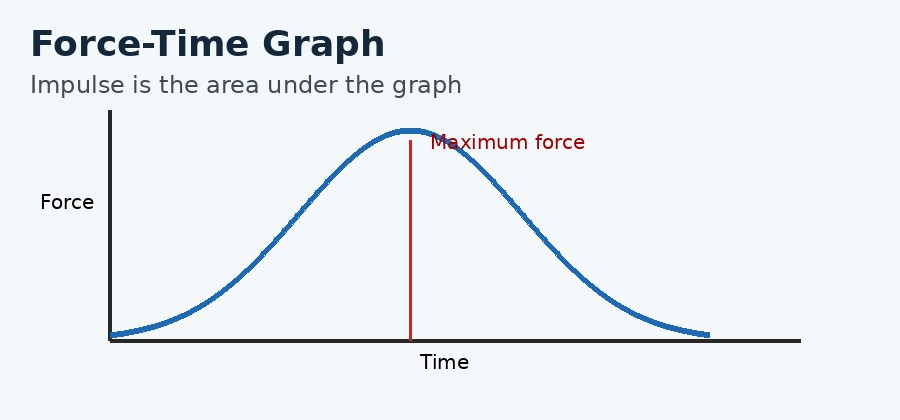 Force-Time Graph
Impulse is the area under the graph
Maximum force
Force
Time